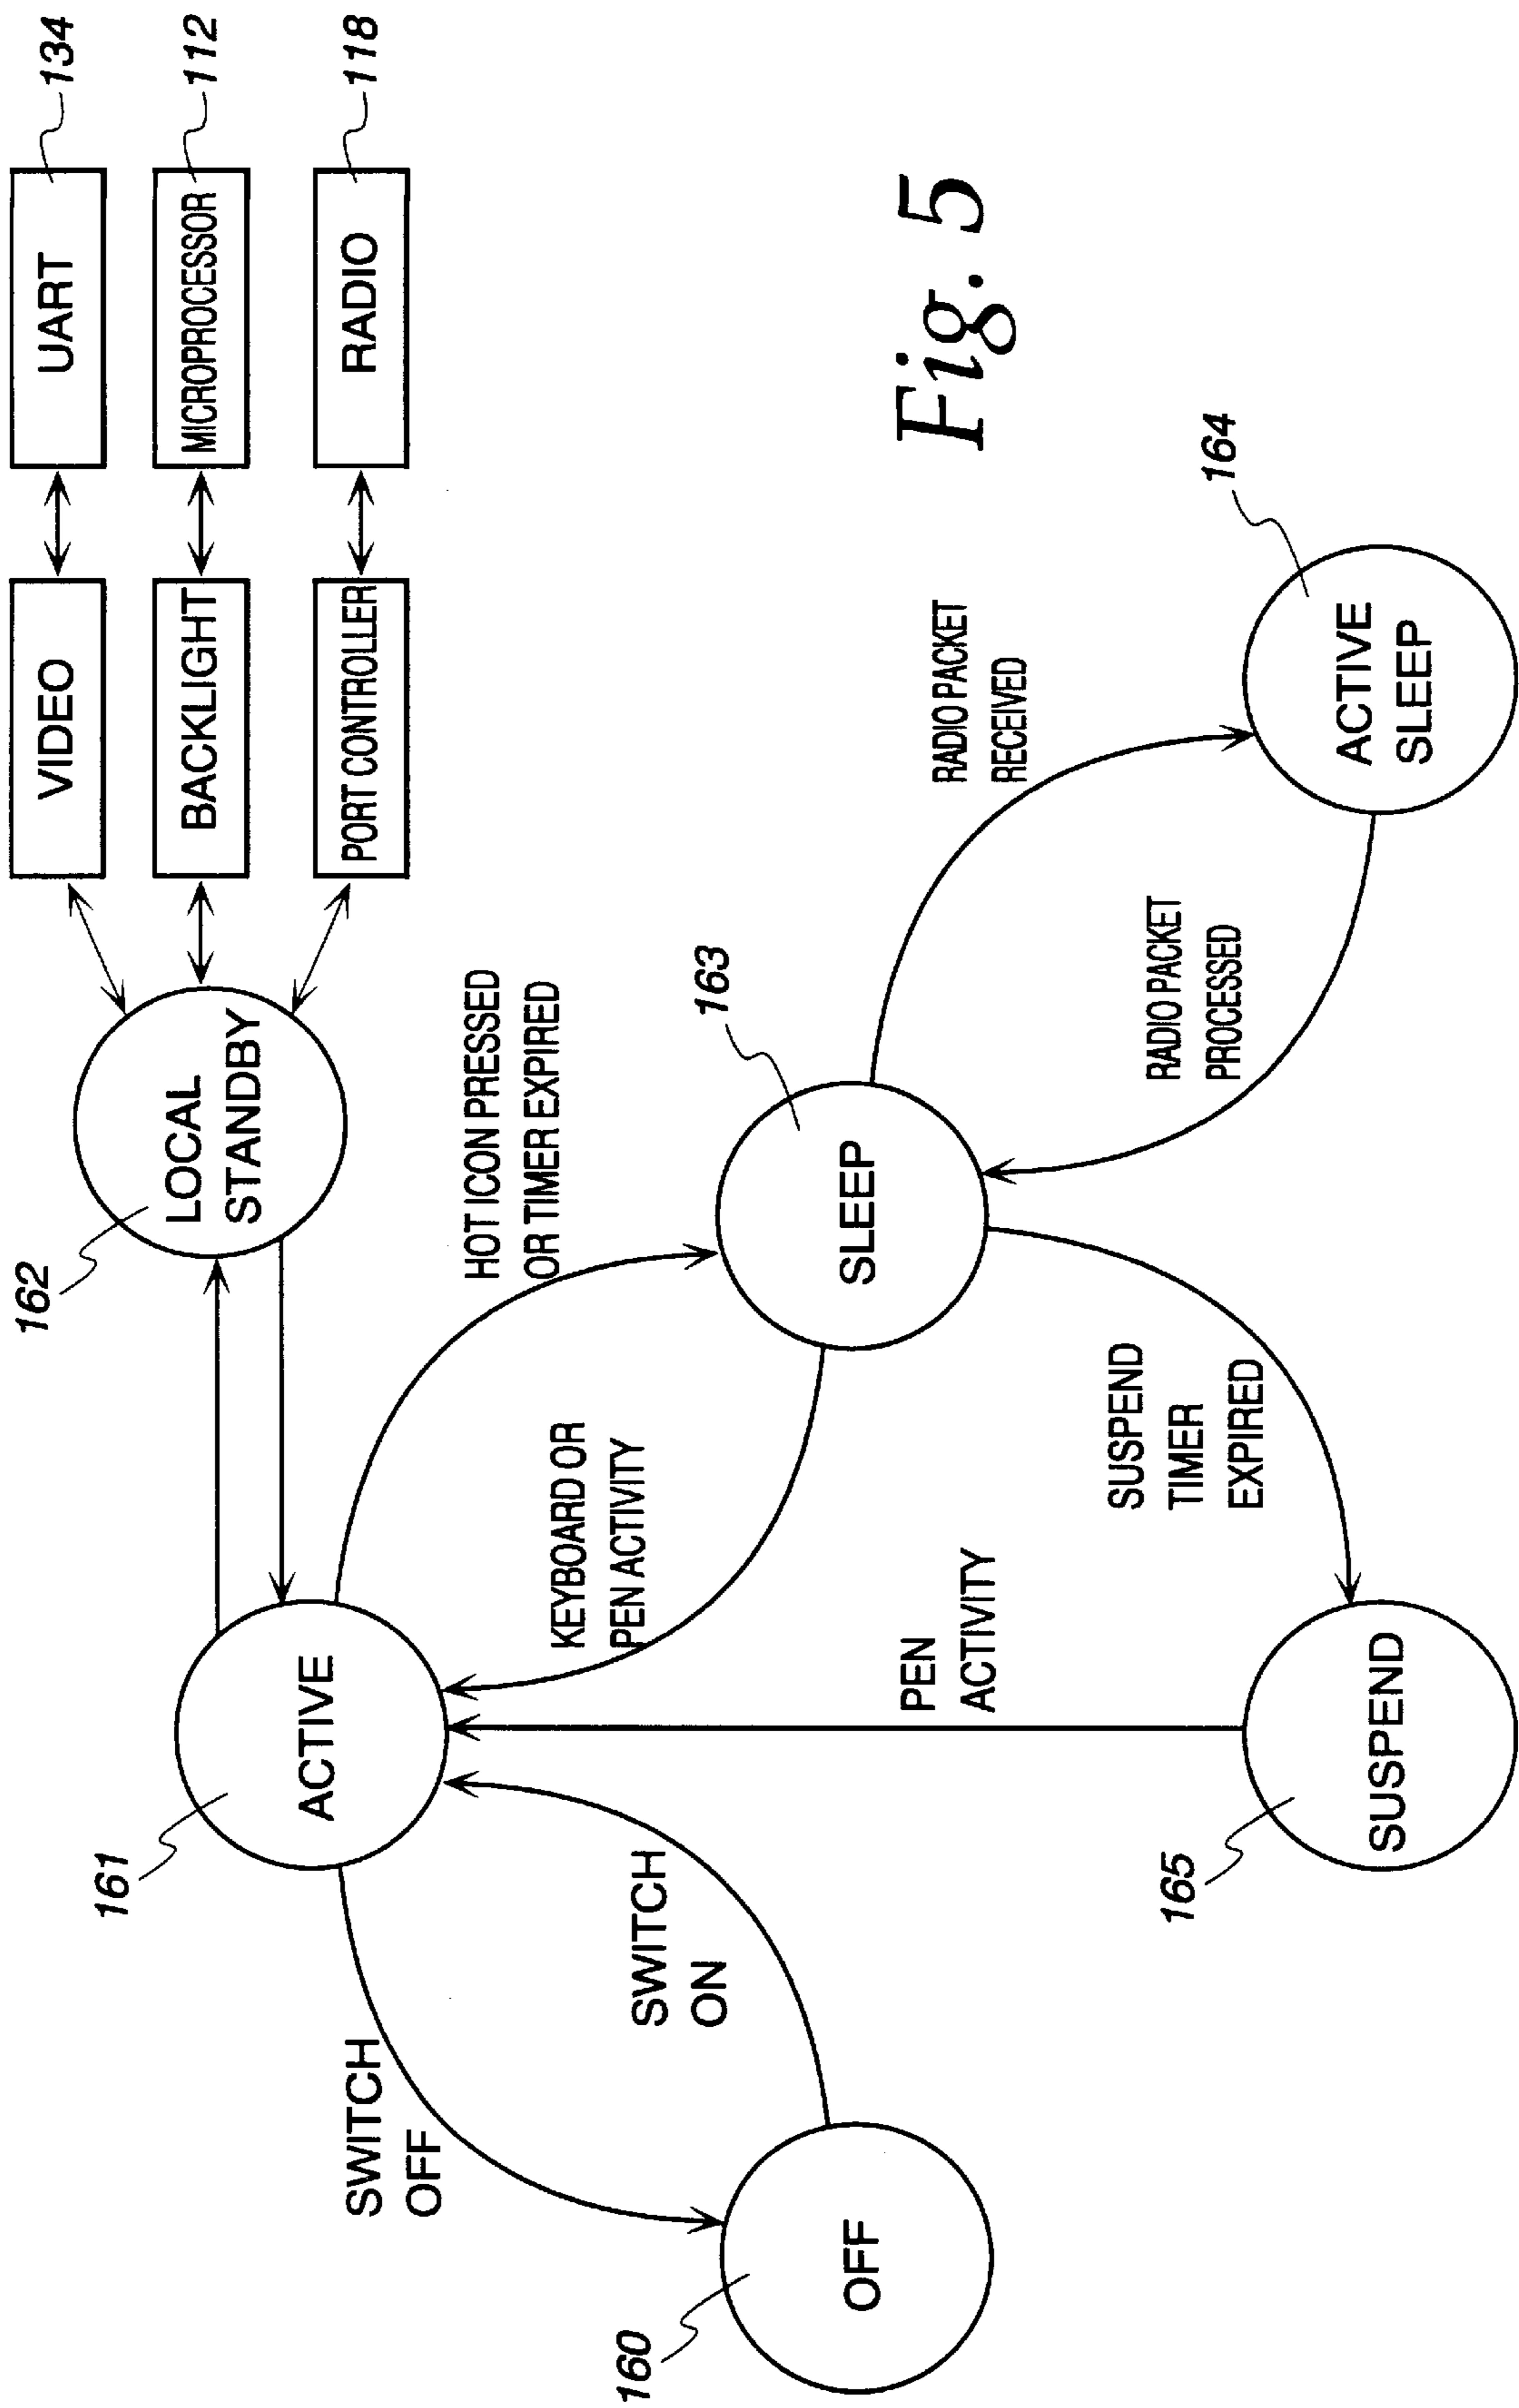 134
112
118
UART
MICROPROCESSOR
RADIO
VIDEO
BACKLIGHT
PORT CONTROLLER
162
LOCAL
STANDBY
161
ACTIVE
HOT ICON PRESSED
OR TIMER EXPIRED
KEYBOARD OR
PEN ACTIVITY
163
SLEEP
RADIO PACKET
RECEIVED
RADIO PACKET
PROCESSED
164
ACTIVE
SLEEP
SWITCH
OFF
SWITCH
ON
160
OFF
PEN
ACTIVITY
SUSPEND
TIMER
EXPIRED
165
SUSPEND
Fig. 5